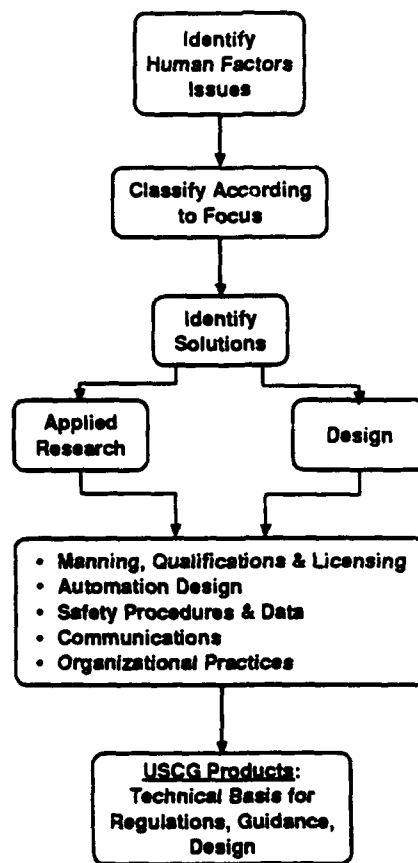 Identify
Human Factors
Issues
Classify According
to Focus
Identify
Solutions
Applied
Research
Design
• Manning, Qualifications & Licensing
• Automation Design
• Safety Procedures & Data
• Communications
• Organizational Practices
USCG Products:
Technical Basis for
Regulations, Guidance,
Design